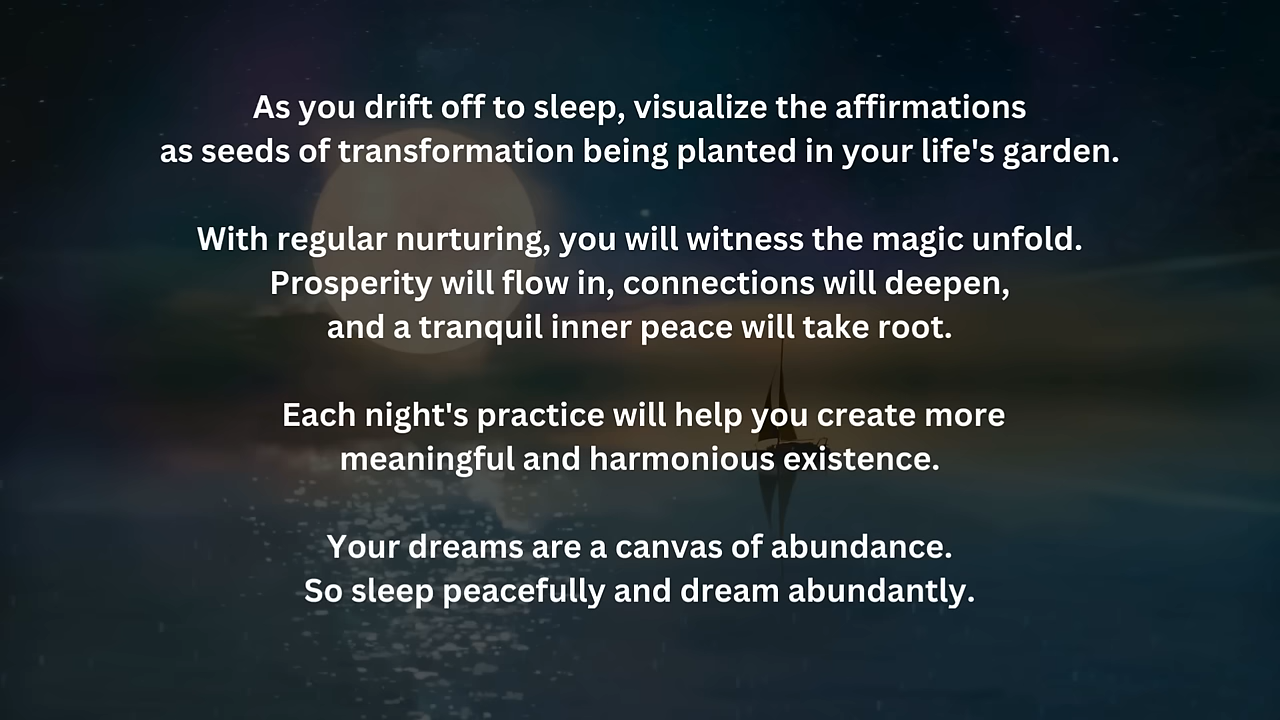 As you drift off to sleep, visualize the affirmations
as seeds of transformation being planted in your life's garden.
With regular nurturing, you will witness the magic unfold.
Prosperity will flow in, connections will deepen,
and a tranquil inner peace will take root.
Each night's practice will help you create more
meaningful and harmonious existence.
Your dreams are a canvas of abundance.
So sleep peacefully and dream abundantly.